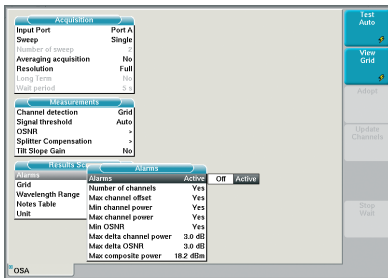 Acquisition
Input Port Port A
Sweep Single
Number of sweep 2
Averaging acquisition No
Resolution Full
Long Term No
Wait period 5 s
Measurements
Channel detection Grid
Signal threshold Auto
OSNR >
Splitter Compensation >
Tilt Slope Gain No
Results Sc
Alarms
Grid
Wavelength Range
Notes Table
Unit
Alarms
Alarms Active Off Active
Number of channels Yes
Max channel offset Yes
Min channel power Yes
Max channel power Yes
Min OSNR Yes
Max delta channel power 3.0 dB
Max delta OSNR 3.0 dB
Max composite power 18.2 dBm
OSA
Test
Auto
View
Grid
Adopt
Update
Channels
Stop
Wait